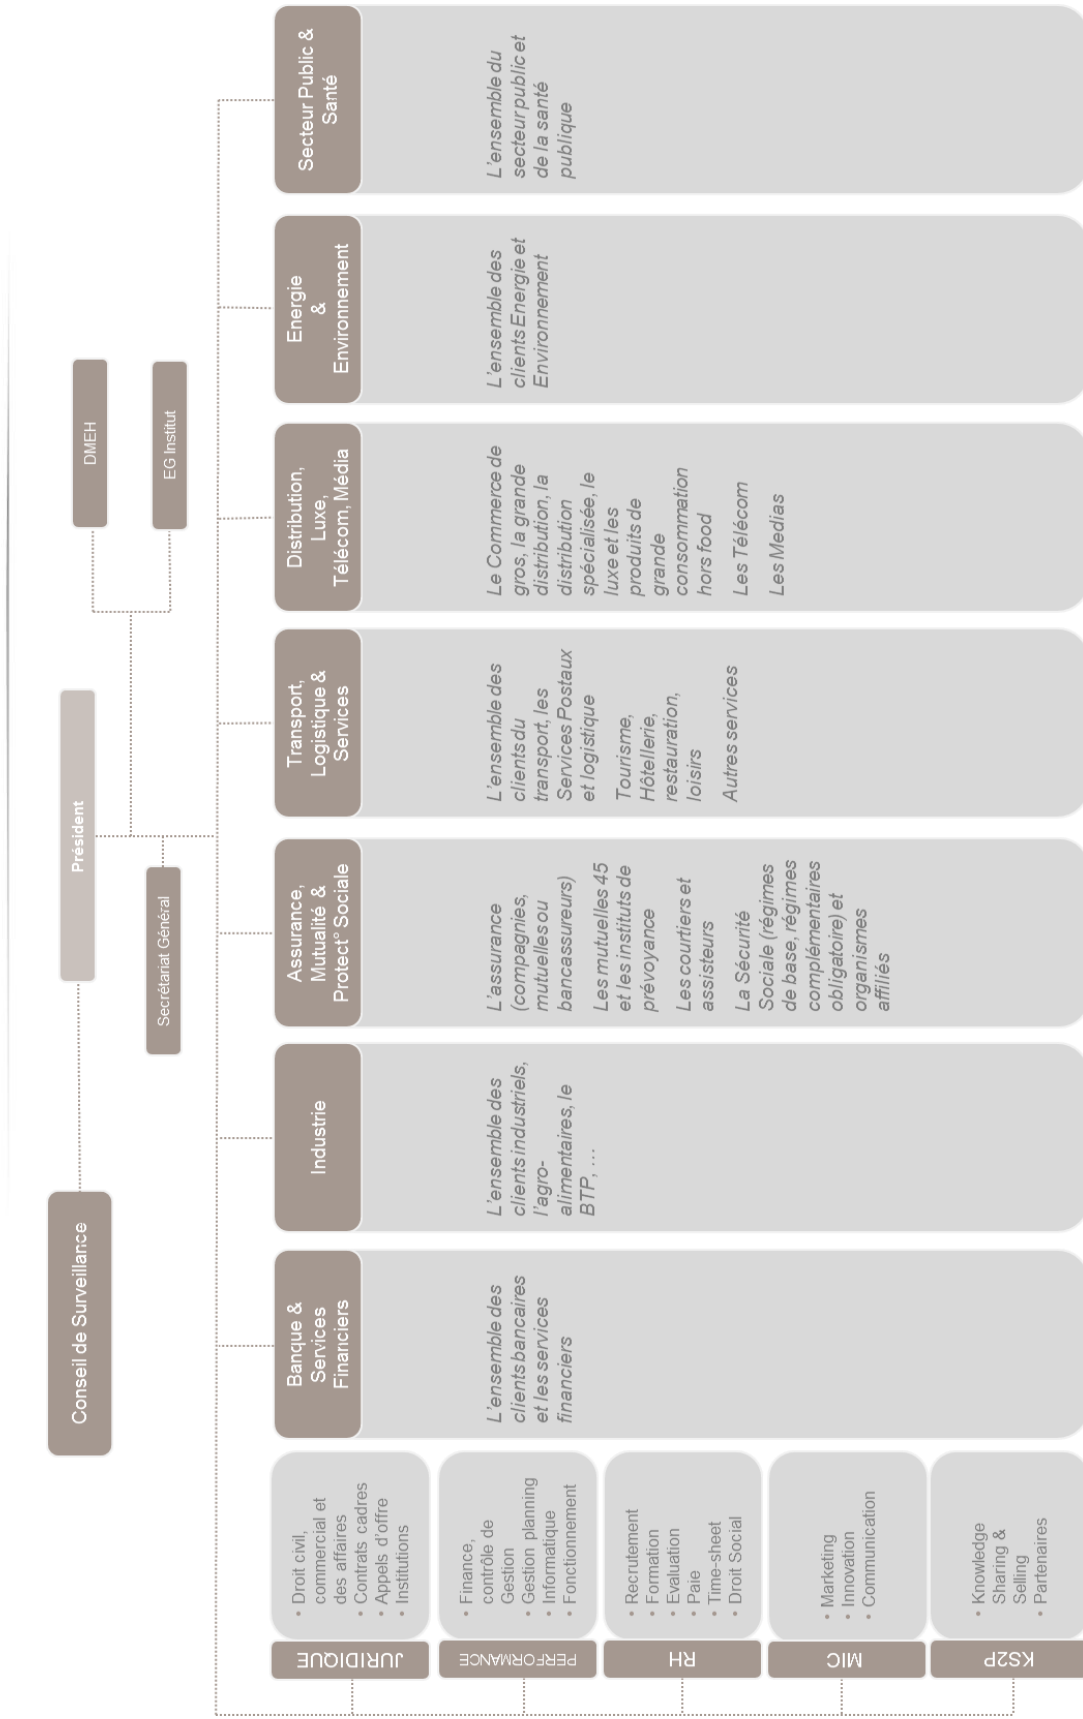 Conseil de Surveillance
Président
Secrétariat Général
DMEH
EG Institut
JURIDIQUE
• Droit civil,
commercial et
des affaires
• Contrats cadres
• Appels d'offre
• Institutions
PERFORMANCE
• Finance,
contrôle de
Gestion
• Gestion planning
• Informatique
• Fonctionnement
RH
• Recrutement
• Formation
• Evaluation
• Paie
• Time-sheet
• Droit Social
MIC
• Marketing
• Innovation
• Communication
KS2P
• Knowledge
Sharing &
Selling
• Partenaires
Banque &
Services
Financiers
L'ensemble des
clients bancaires
et les services
financiers
Industrie
L'ensemble des
clients industriels,
l'agro-
alimentaires, le
BTP, …
Assurance,
Mutualité &
Protect° Sociale
L'assurance
(compagnies,
mutuelles ou
bancassureurs)
Les mutuelles 45
et les instituts de
prévoyance
Les courtiers et
assisteurs
La Sécurité
Sociale (régimes
de base, régimes
complémentaires
obligatoire) et
organismes
affiliés
Transport,
Logistique &
Services
L'ensemble des
clients du
transport, les
Services Postaux
et logistique
Tourisme,
Hôtellerie,
restauration,
loisirs
Autres services
Distribution,
Luxe,
Télécom, Média
Le Commerce de
gros, la grande
distribution, la
distribution
spécialisée, le
luxe et les
produits de
grande
consommation
hors food
Les Télécom
Les Medias
Energie
&
Environnement
L'ensemble des
clients Energie et
Environnement
Secteur Public &
Santé
L'ensemble du
secteur public et
de la santé
publique